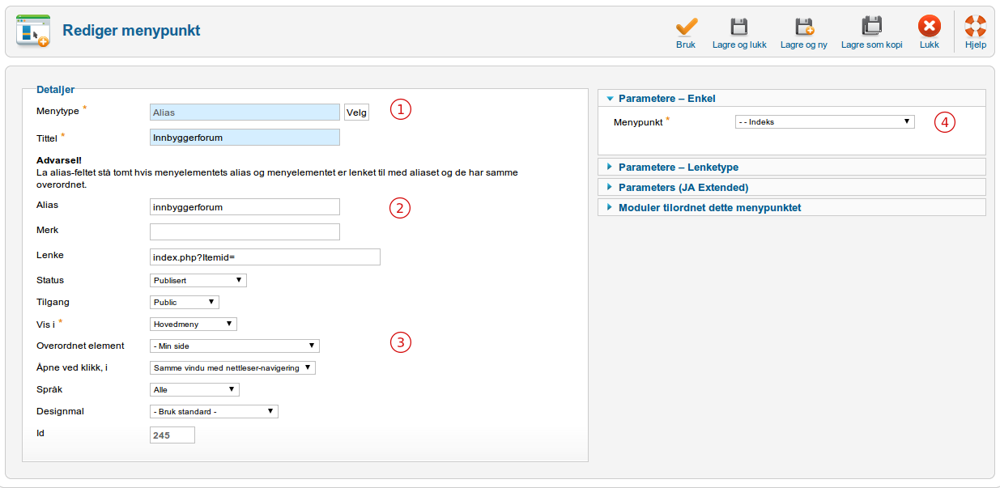 Rediger menypunkt
Bruk
Lagre og lukk
Lagre og ny
Lagre som kopi
Lukk
Hjelp
Detaljer
Menytype *
Alias
Velg
1
Tittel *
Innbyggerforum
Advarsel!
La alias-feltet stå tomt hvis menyelementets alias og menyelementet er lenket til med aliaset og de har samme
overordnet.
Alias
innbyggerforum
2
Merk
Lenke
index.php?Itemid=
Status
Publisert
Tilgang
Public
Vis i *
Hovedmeny
Overordnet element
- Min side
3
Åpne ved klikk, i
Samme vindu med nettleser-navigering
Språk
Alle
Designmal
- Bruk standard -
Id
245
Parametere – Enkel
Menypunkt *
- - Indeks
4
Parametere – Lenketype
Parameters (JA Extended)
Moduler tilordnet dette menypunktet